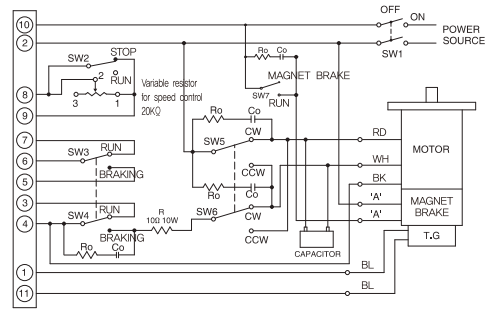 OFF
ON
POWER
SOURCE
SW1
10
2
8
9
7
6
5
3
4
1
11
STOP
SW2
RUN
2
3
1
Variable resistor
for speed control
20KΩ
Ro
Co
MAGNET BRAKE
SW7
RUN
Ro
Co
SW5
CW
CCW
Ro
Co
SW6
CW
CCW
SW3
RUN
BRAKING
SW4
RUN
BRAKING
Ro
Co
R
10Ω 10W
CAPACITOR
RD
WH
BK
'A'
'A'
BL
BL
MOTOR
MAGNET
BRAKE
T.G